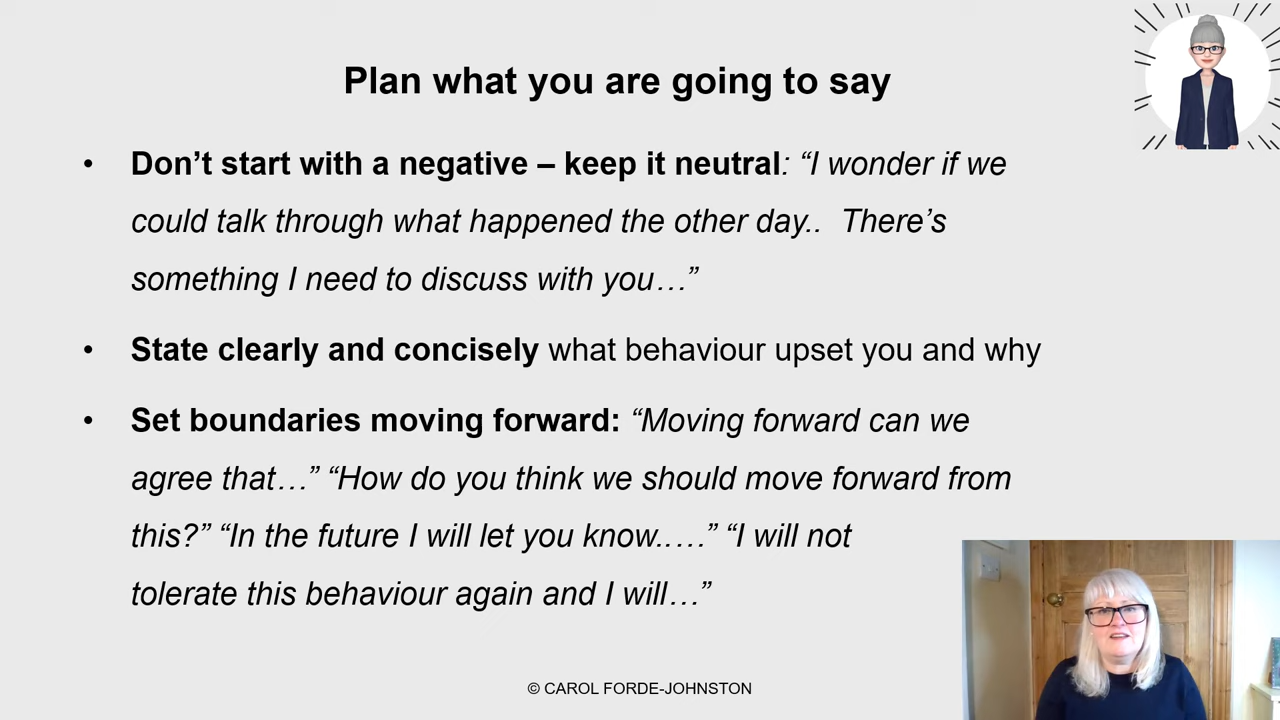 Plan what you are going to say
• Don’t start with a negative – keep it neutral: “I wonder if we
could talk through what happened the other day..  There’s
something I need to discuss with you…”
• State clearly and concisely what behaviour upset you and why
• Set boundaries moving forward: “Moving forward can we
agree that…” “How do you think we should move forward from
this?” “In the future I will let you know..…” “I will not
tolerate this behaviour again and I will…”
© CAROL FORDE-JOHNSTON